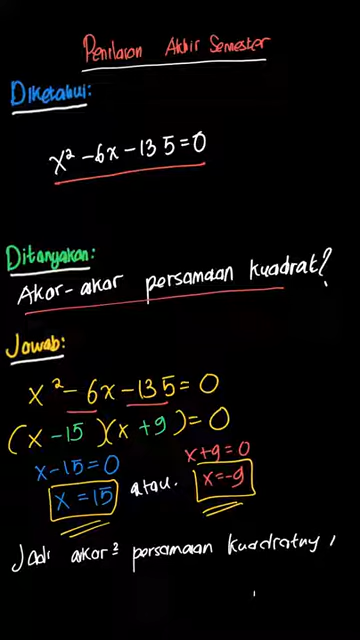 Penilaian Akhir Semester
Diketahui:
x² - 6x - 135 = 0
Ditanyakan:
Akar-akar persamaan kuadrat?
Jawab:
x² - 6x - 135 = 0
(x - 15)(x + 9) = 0
x - 15 = 0 x + 9 = 0
x = 15 atau x = -9
Jadi akar² persamaan kuadratny,